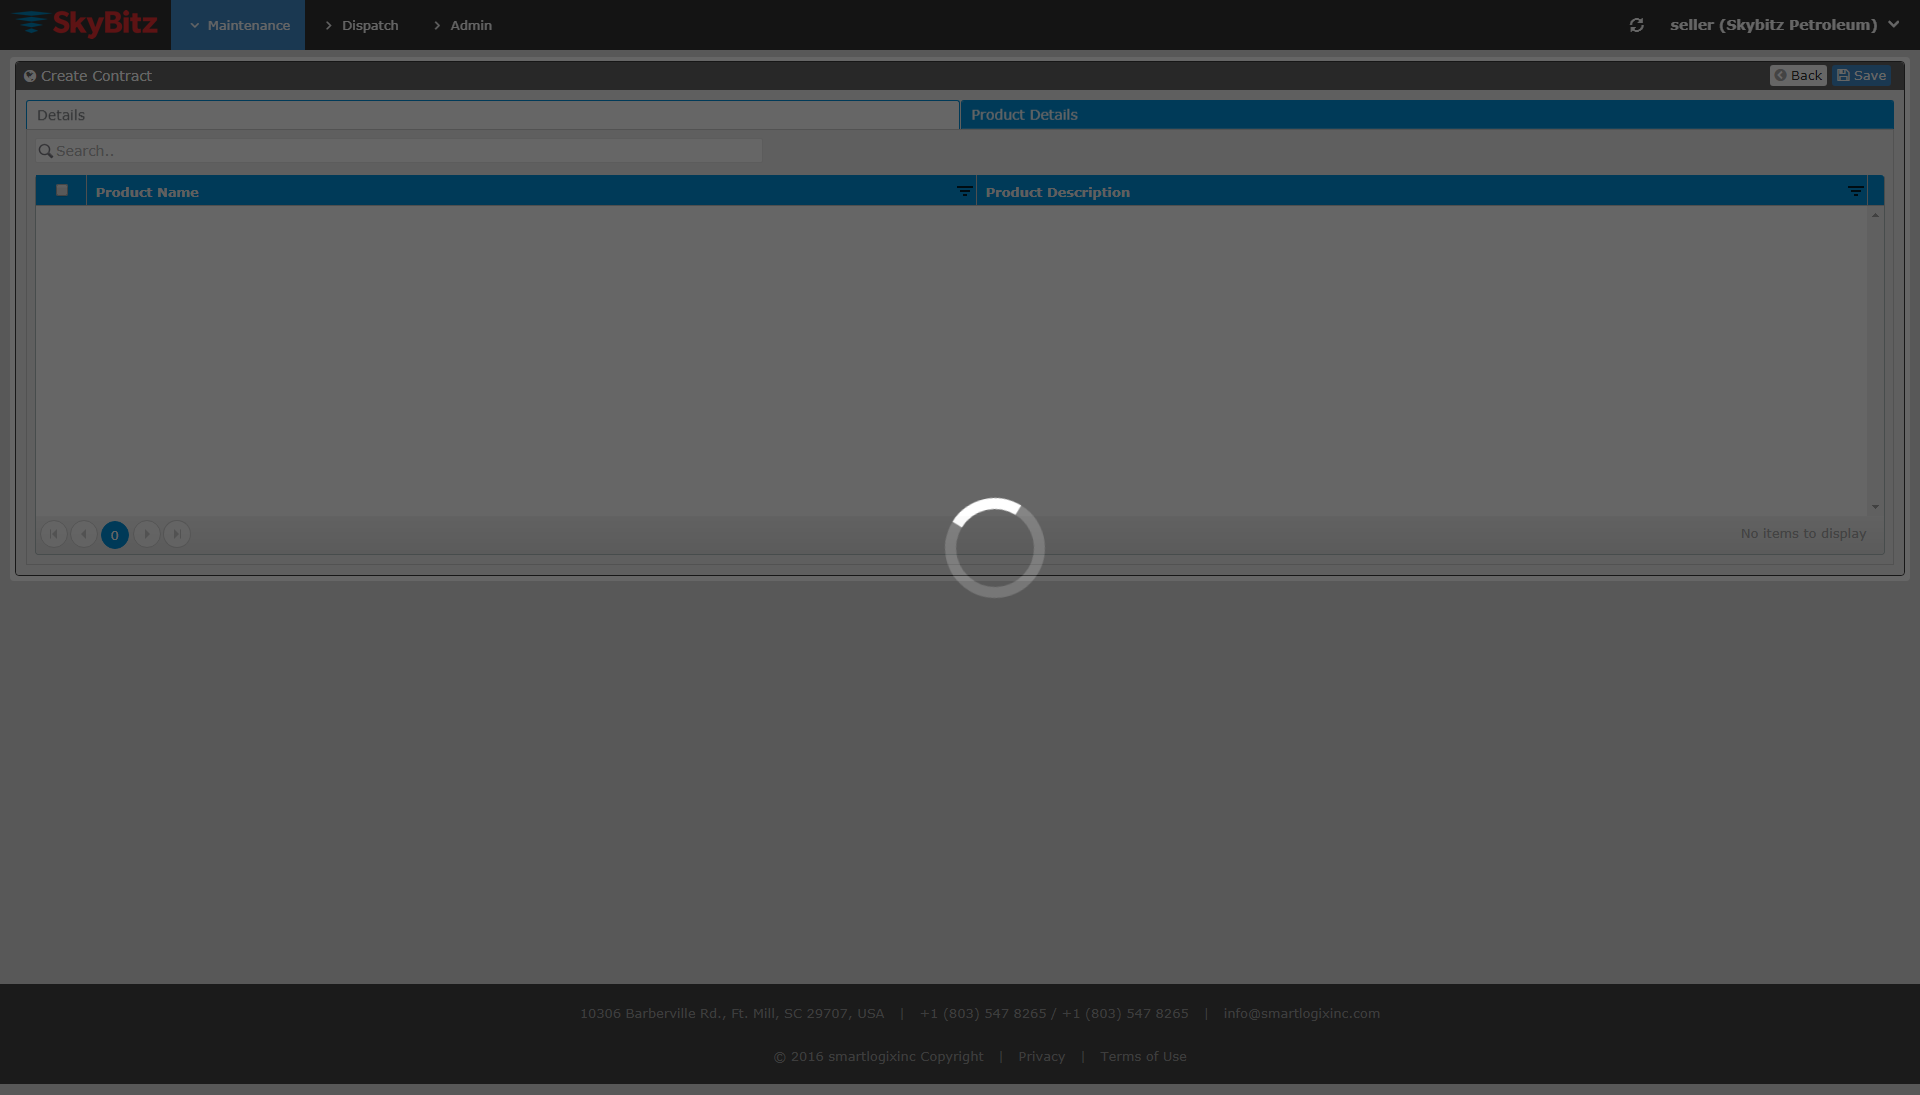 SkyBitz Maintenance Dispatch Admin seller (Skybitz Petroleum)
Create Contract Back Save
Details Product Details
Search..
Product Name Product Description
0 No items to display
10306 Barberville Rd., Ft. Mill, SC 29707, USA | +1 (803) 547 8265 / +1 (803) 547 8265 | info@smartlogixinc.com
© 2016 smartlogixinc Copyright | Privacy | Terms of Use